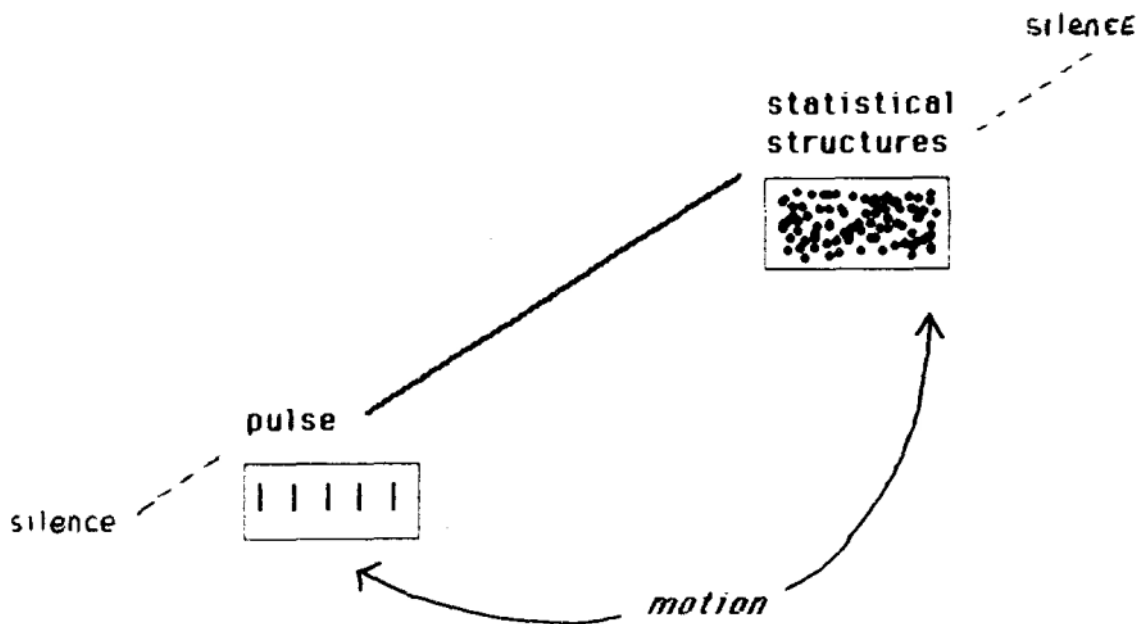 silencE
statistical
structures
pulse
silence
motion